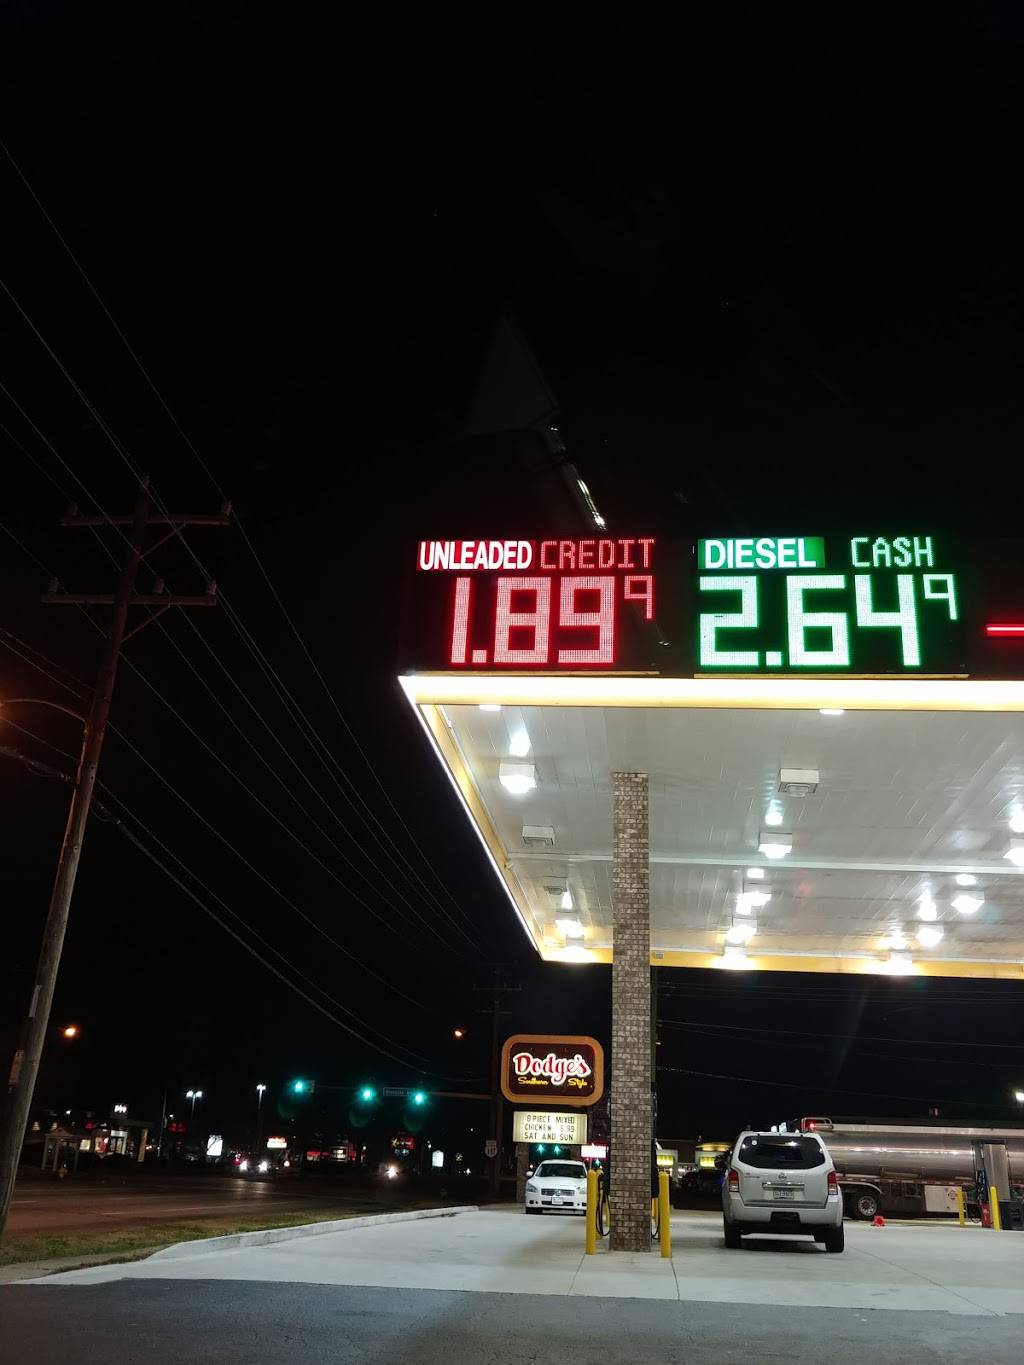 UNLEADED CREDIT
1.89 9
DIESEL CASH
2.64 9
Dodge's
Southern Style
8 PIECE MIXED
CHICKEN 5.99
SAT AND SUN